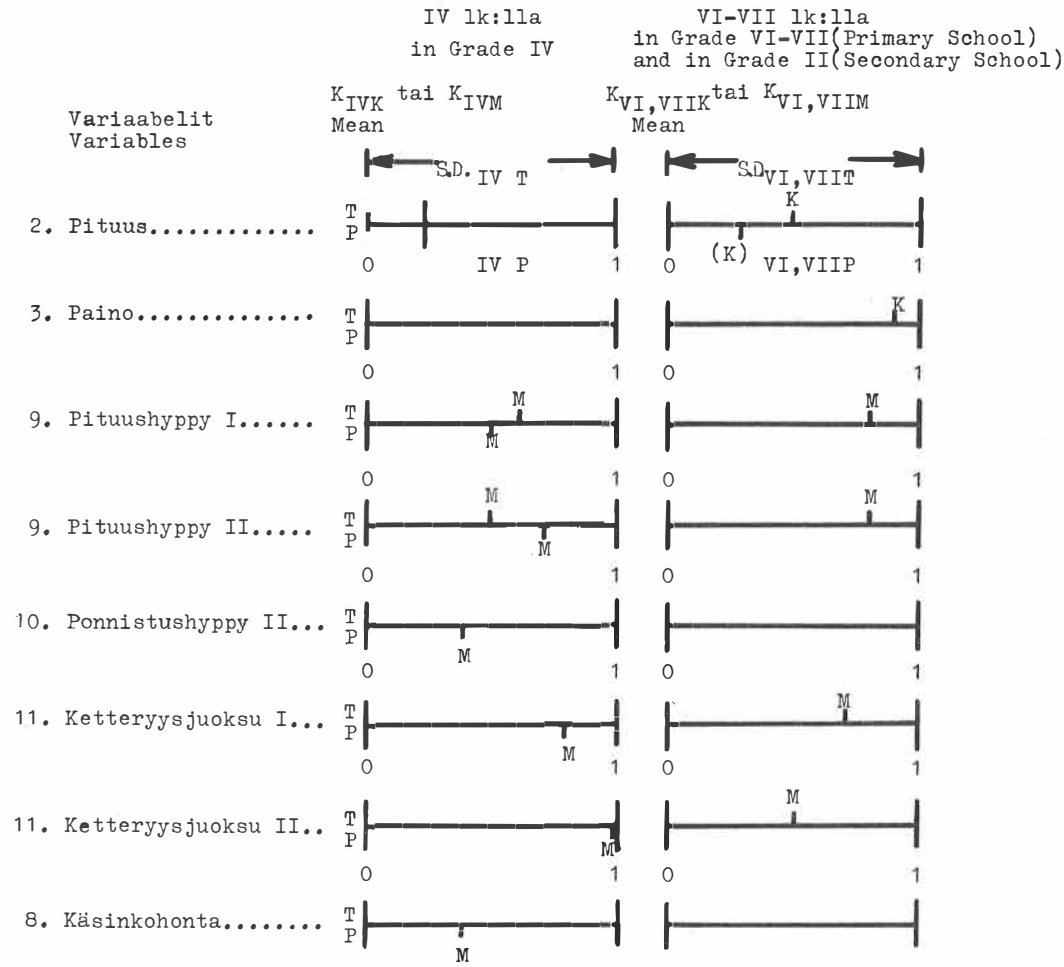 IV lk:lla
in Grade IV
VI-VII lk:lla
in Grade VI-VII(Primary School)
and in Grade II(Secondary School)
Variaabelit
Variables
K_IVK tai K_IVM
Mean
K_VI,VIIK tai K_VI,VIIM
Mean
S.D. IV T
S.D. VI,VIIT
2. Pituus.............
T
P
K
(K)
0 IV P 1
0 VI,VIIP 1
3. Paino..............
T
P
K
0 1
0 1
9. Pituushyppy I......
T
P
M
M
M
0 1
0 1
9. Pituushyppy II.....
T
P
M
M
M
0 1
0 1
10. Ponnistushyppy II...
T
P
M
0 1
0 1
11. Ketteryysjuoksu I...
T
P
M
M
0 1
0 1
11. Ketteryysjuoksu II..
T
P
M
M
0 1
0 1
8. Käsinkohonta........
T
P
M